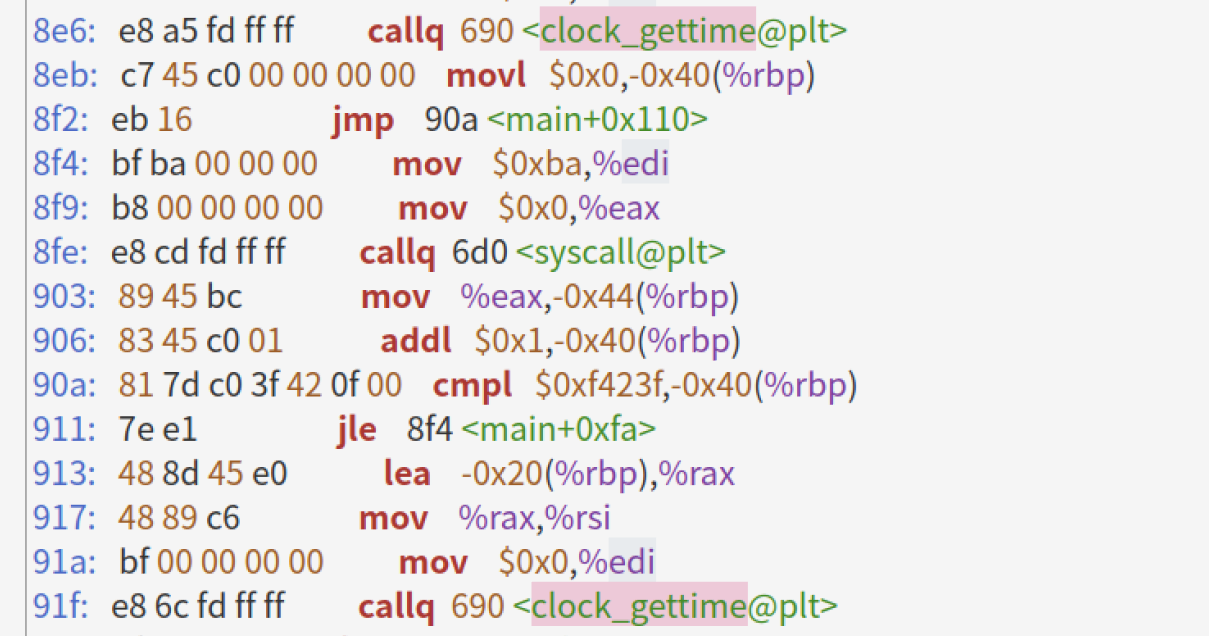 8e6: e8 a5 fd ff ff callq 690 <clock_gettime@plt>
8eb: c7 45 c0 00 00 00 00 movl $0x0,-0x40(%rbp)
8f2: eb 16 jmp 90a <main+0x110>
8f4: bf ba 00 00 00 mov $0xba,%edi
8f9: b8 00 00 00 00 mov $0x0,%eax
8fe: e8 cd fd ff ff callq 6d0 <syscall@plt>
903: 89 45 bc mov %eax,-0x44(%rbp)
906: 83 45 c0 01 addl $0x1,-0x40(%rbp)
90a: 81 7d c0 3f 42 0f 00 cmpl $0xf423f,-0x40(%rbp)
911: 7e e1 jle 8f4 <main+0xfa>
913: 48 8d 45 e0 lea -0x20(%rbp),%rax
917: 48 89 c6 mov %rax,%rsi
91a: bf 00 00 00 00 mov $0x0,%edi
91f: e8 6c fd ff ff callq 690 <clock_gettime@plt>